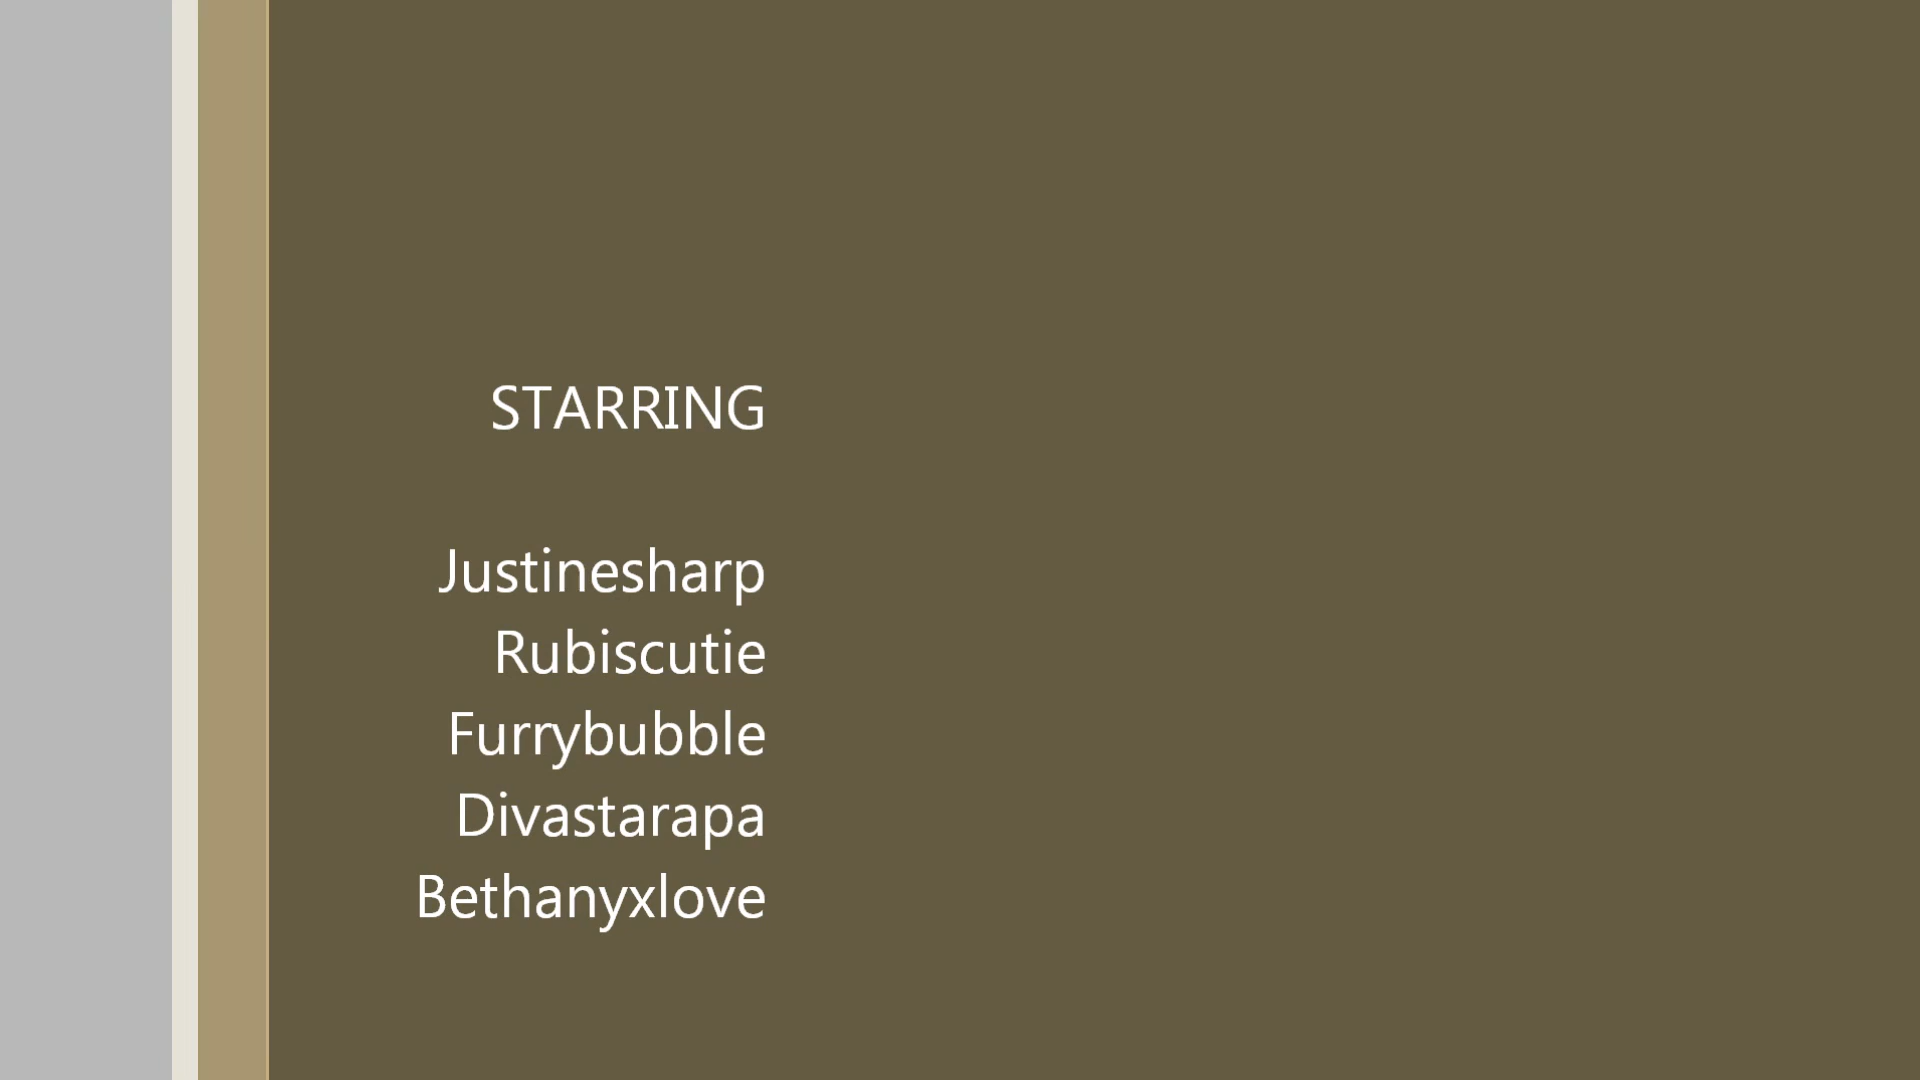 STARRING
Justinesharp
Rubiscutie
Furrybubble
Divastarapa
Bethanyxlove